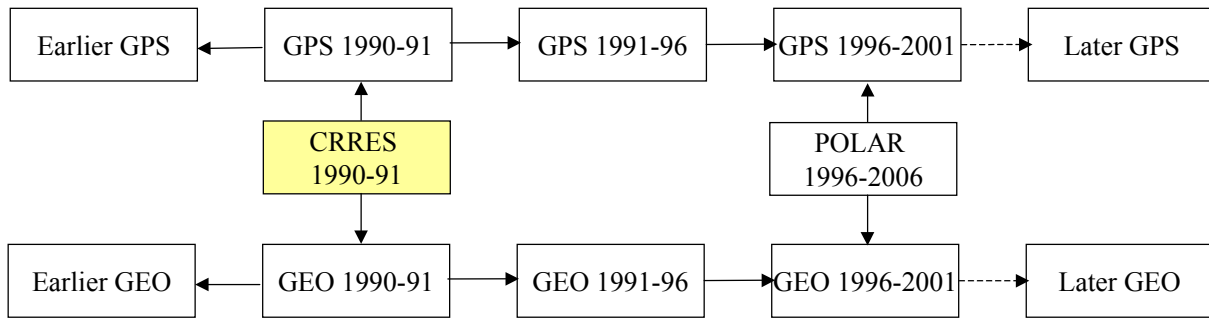 Earlier GPS
GPS 1990-91
GPS 1991-96
GPS 1996-2001
Later GPS
CRRES
1990-91
POLAR
1996-2006
Earlier GEO
GEO 1990-91
GEO 1991-96
GEO 1996-2001
Later GEO